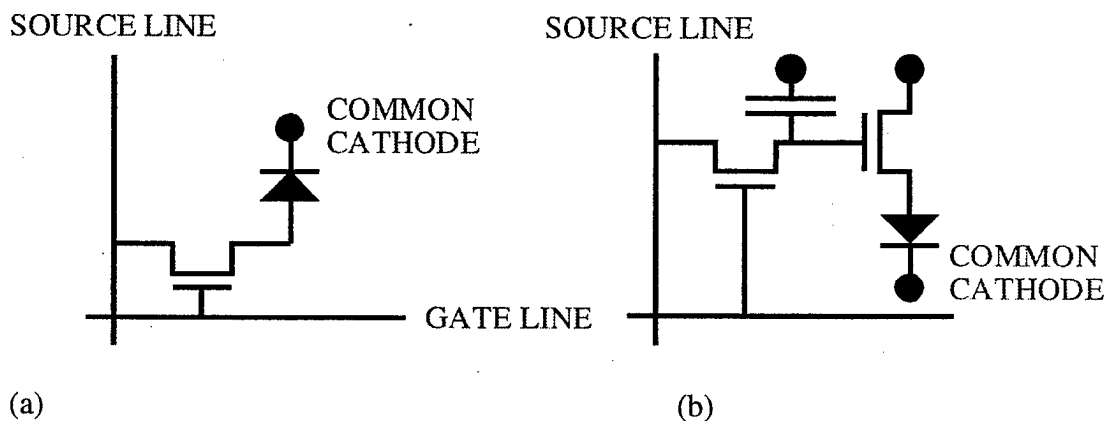 SOURCE LINE
COMMON
CATHODE
GATE LINE
(a)
SOURCE LINE
COMMON
CATHODE
(b)